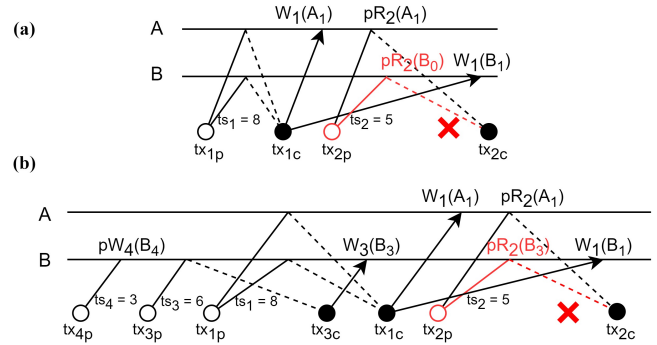 (a)
A W₁(A₁) pR₂(A₁)
B pR₂(B₀) W₁(B₁)
ts₁ = 8 ts₂ = 5
tx₁ₚ tx₁c tx₂ₚ tx₂c
(b)
A W₁(A₁) pR₂(A₁)
B pW₄(B₄) W₃(B₃) pR₂(B₃) W₁(B₁)
ts₄ = 3 ts₃ = 6 ts₁ = 8 ts₂ = 5
tx₄ₚ tx₃ₚ tx₁ₚ tx₃c tx₁c tx₂ₚ tx₂c